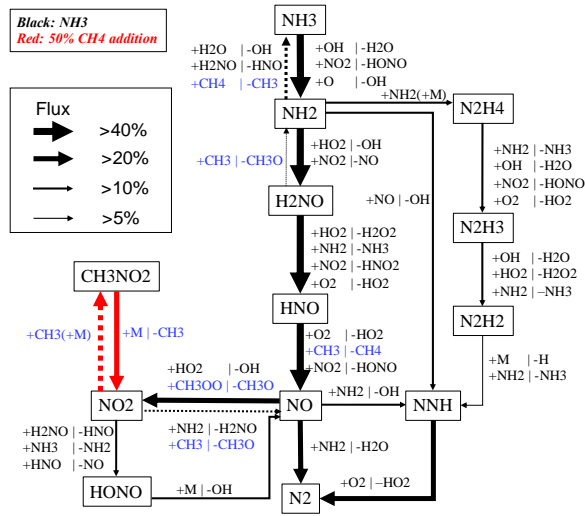 Black: NH3
Red: 50% CH4 addition
Flux
>40%
>20%
>10%
>5%
NH3
+H2O |-OH
+H2NO |-HNO
+CH4 |-CH3
+OH |-H2O
+NO2 |-HONO
+O |-OH
NH2
+NH2(+M)
N2H4
+CH3 | -CH3O
+HO2 | -OH
+NO2 | -NO
+NH2 | -NH3
+OH | -H2O
+NO2 | -HONO
+O2 | -HO2
H2NO
+NO | -OH
N2H3
+HO2 | -H2O2
+NH2 | -NH3
+NO2 | -HNO2
+O2 | -HO2
+OH | -H2O
+HO2 | -H2O2
+NH2 | –NH3
CH3NO2
HNO
N2H2
+CH3(+M)
+M | -CH3
+O2 | -HO2
+CH3 | -CH4
+NO2 | -HONO
+M | -H
+NH2 | -NH3
+HO2 | -OH
+CH3OO | -CH3O
NO2
NO
+NH2 | -OH
NNH
+H2NO | -HNO
+NH3 | -NH2
+HNO | -NO
+NH2 | -H2NO
+CH3 | -CH3O
+NH2 | -H2O
HONO
+M | -OH
N2
+O2 | –HO2